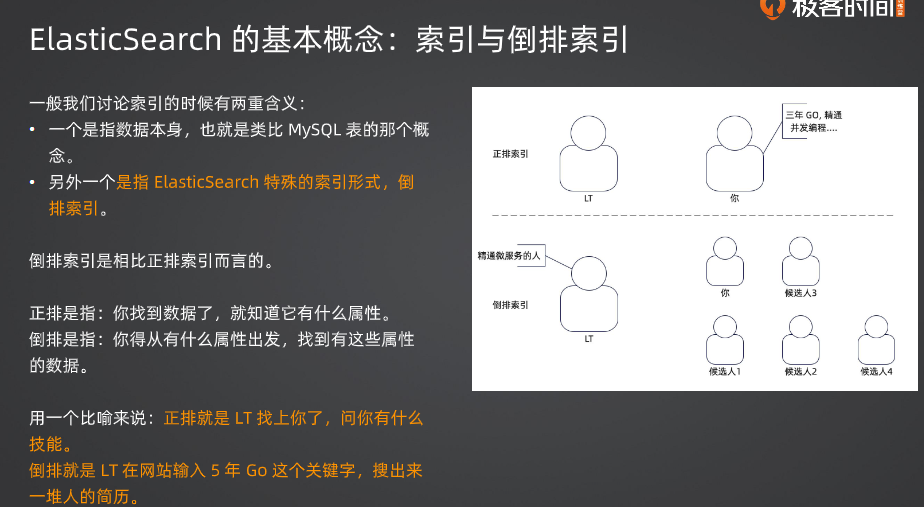 极客时间
ElasticSearch 的基本概念：索引与倒排索引
一般我们讨论索引的时候有两重含义：
• 一个是指数据本身，也就是类比 MySQL 表的那个概
念。
• 另外一个是指 ElasticSearch 特殊的索引形式，倒
排索引。
倒排索引是相比正排索引而言的。
正排是指：你找到数据了，就知道它有什么属性。
倒排是指：你得从有什么属性出发，找到有这些属性
的数据。
用一个比喻来说：正排就是 LT 找上你了，问你有什么
技能。
倒排就是 LT 在网站输入 5 年 Go 这个关键字，搜出来
一堆人的简历。
三年 GO, 精通
并发编程....
正排索引
LT
你
精通微服务的人
倒排索引
LT
你
候选人3
候选人1
候选人2
候选人4